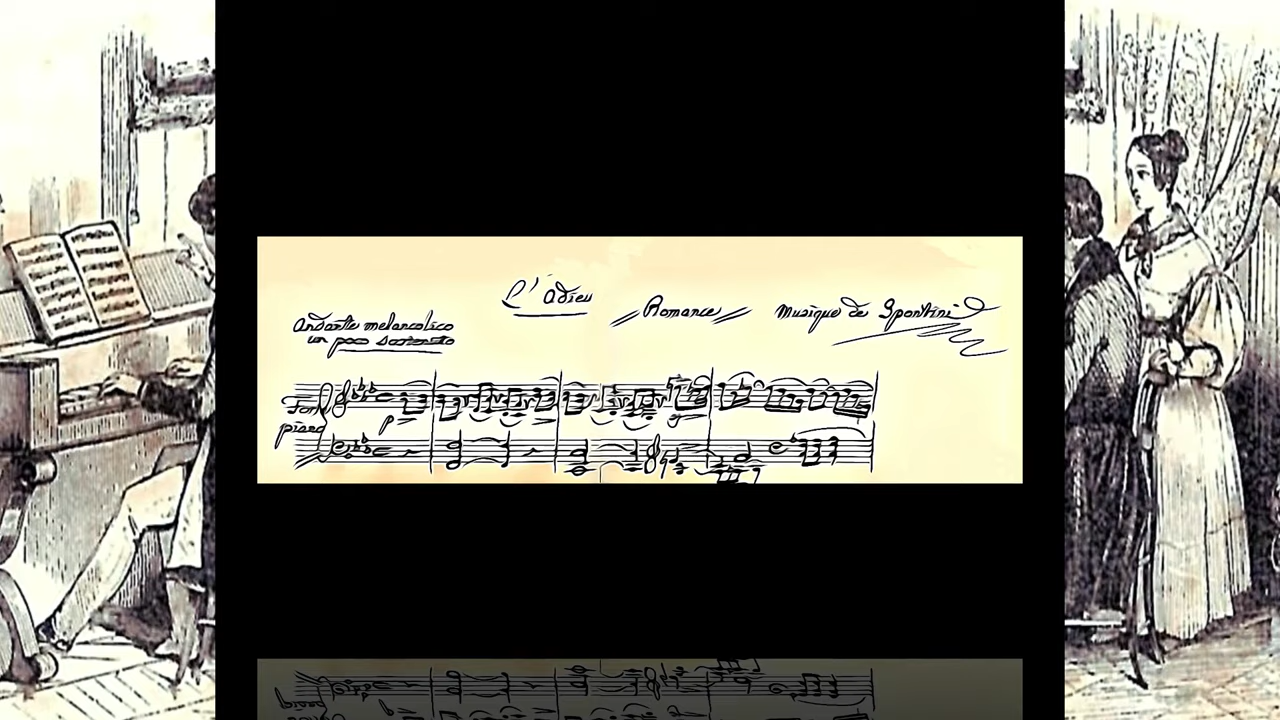 L'adieu
Romance
Musique de Spontini
Andante melancolico
un poco sostenuto
Forte
piano
p